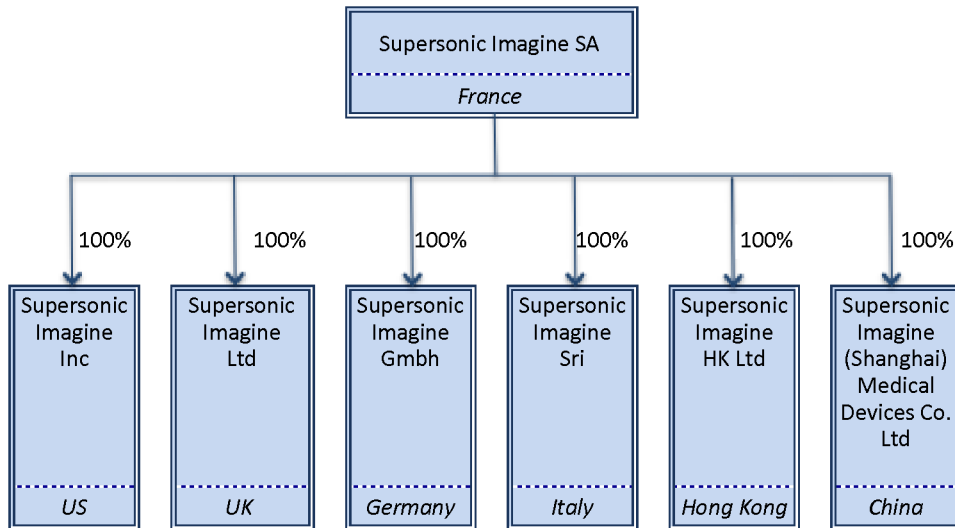 Supersonic Imagine SA
France
100%
100%
100%
100%
100%
100%
Supersonic
Imagine
Inc
US
Supersonic
Imagine
Ltd
UK
Supersonic
Imagine
Gmbh
Germany
Supersonic
Imagine
Sri
Italy
Supersonic
Imagine
HK Ltd
Hong Kong
Supersonic
Imagine
(Shanghai)
Medical
Devices Co.
Ltd
China